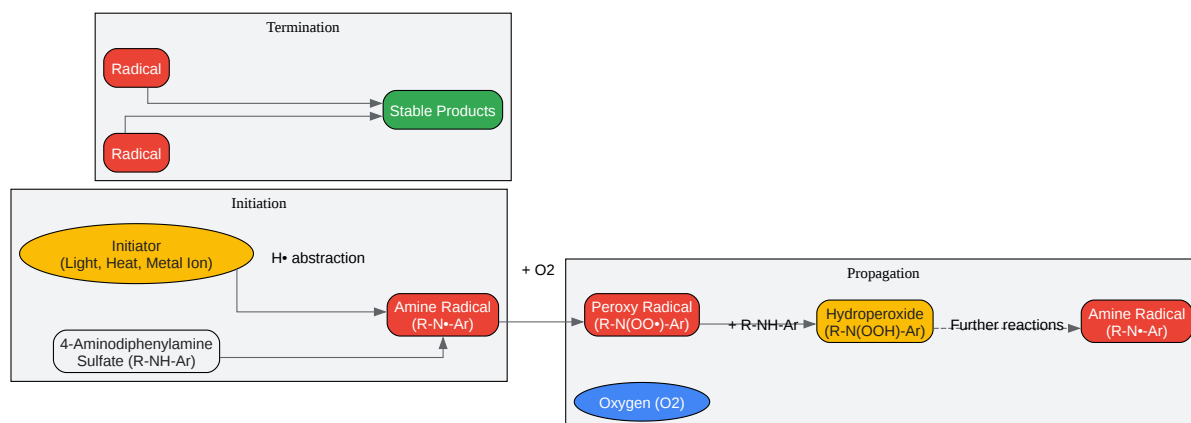 Termination
Radical
Stable Products
Radical
Initiation
Initiator
(Light, Heat, Metal Ion)
H• abstraction
4-Aminodiphenylamine
Sulfate (R-NH-Ar)
Amine Radical
(R-N•-Ar)
+ O2
Propagation
Peroxy Radical
(R-N(OO•)-Ar)
+ R-NH-Ar
Hydroperoxide
(R-N(OOH)-Ar)
Further reactions
Amine Radical
(R-N•-Ar)
Oxygen (O2)